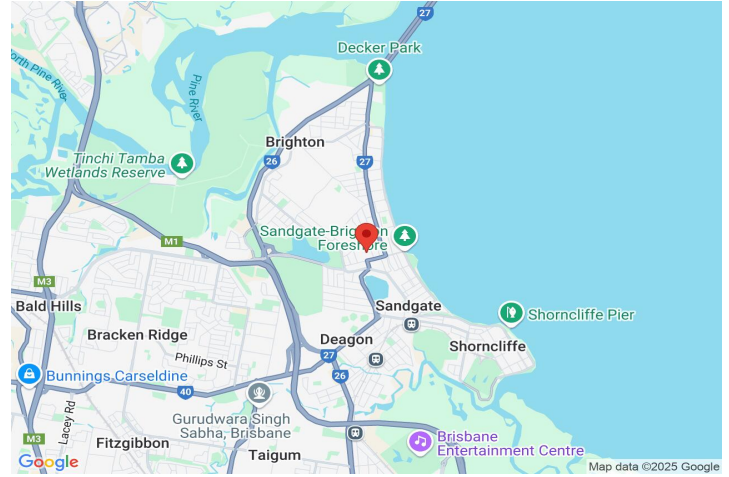 27
Decker Park
North Pine River
Pine River
Brighton
Tinchi Tamba
Wetlands Reserve
26
27
Sandgate-Brighton
Foreshore
M1
M3
Bald Hills
Sandgate
Shorncliffe Pier
Bracken Ridge
Deagon
Shorncliffe
Phillips St
27
Bunnings Carseldine
26
40
Gurudwara Singh
Sabha, Brisbane
Lacey Rd
M3
Fitzgibbon
Brisbane
Entertainment Centre
Taigum
Google
Map data ©2025 Google